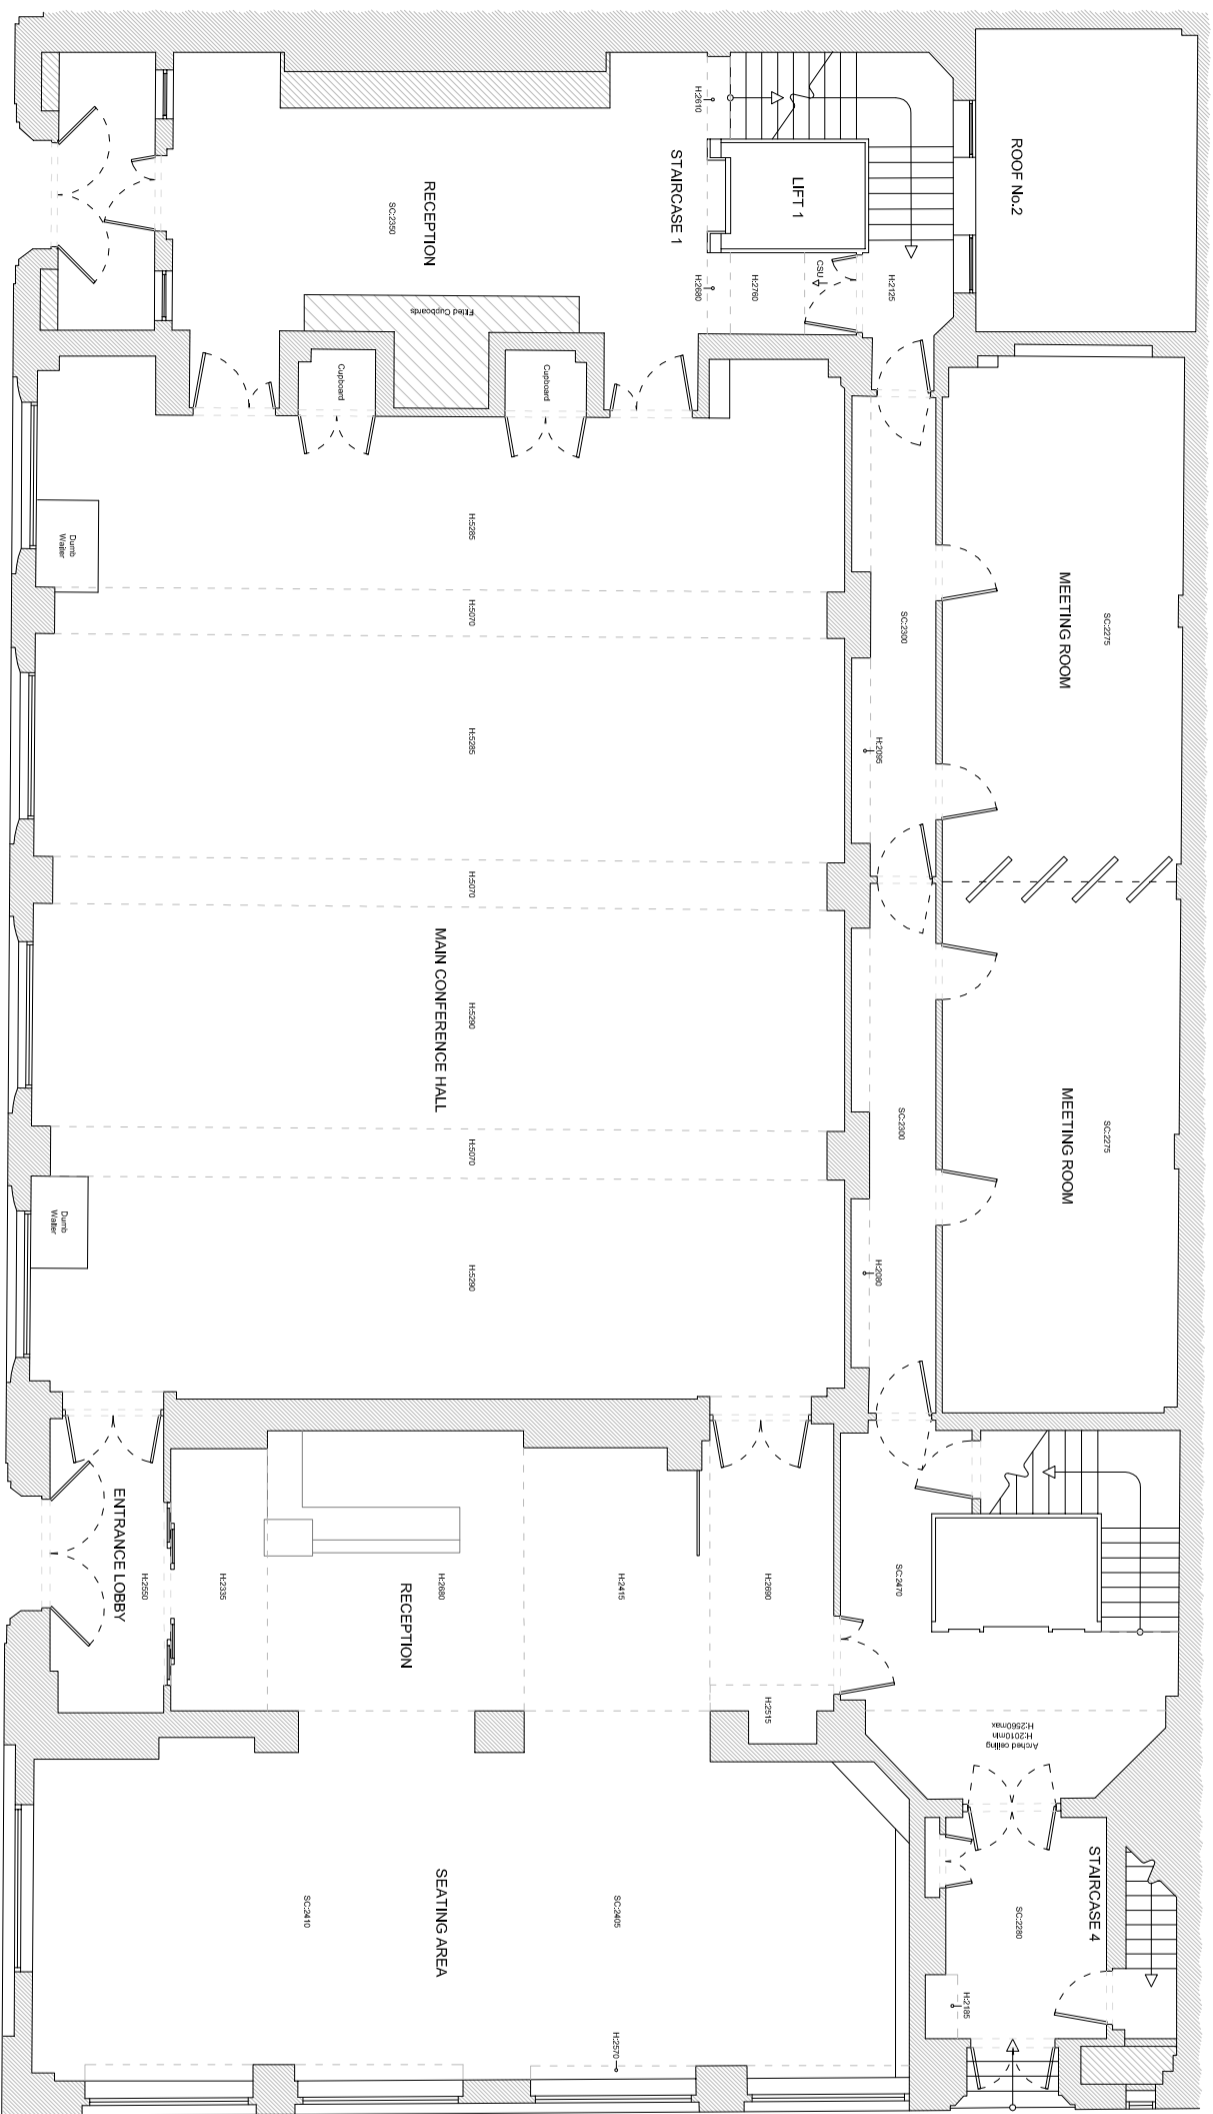 ROOF No.2
H:2610
STAIRCASE 1
LIFT 1
RECEPTION
SC:2350
H:2680
H:2760
CSU
H:2125
Fitted Cupboards
Cupboard
Cupboard
Dumb
Waiter
H:5285
H:5070
SC:2300
MEETING ROOM
SC:2275
H:5285
H:2095
H:5070
MAIN CONFERENCE HALL
H:5290
SC:2300
MEETING ROOM
SC:2275
H:5070
Dumb
Waiter
H:5290
H:2080
ENTRANCE LOBBY
H:2550
H:2335
H:2680
RECEPTION
H:2415
H:2690
SC:2470
H:2515
Arched ceiling
H:2010min
H:2560max
STAIRCASE 4
SC:2280
SEATING AREA
SC:2410
SC:2405
H:2185
H:2570